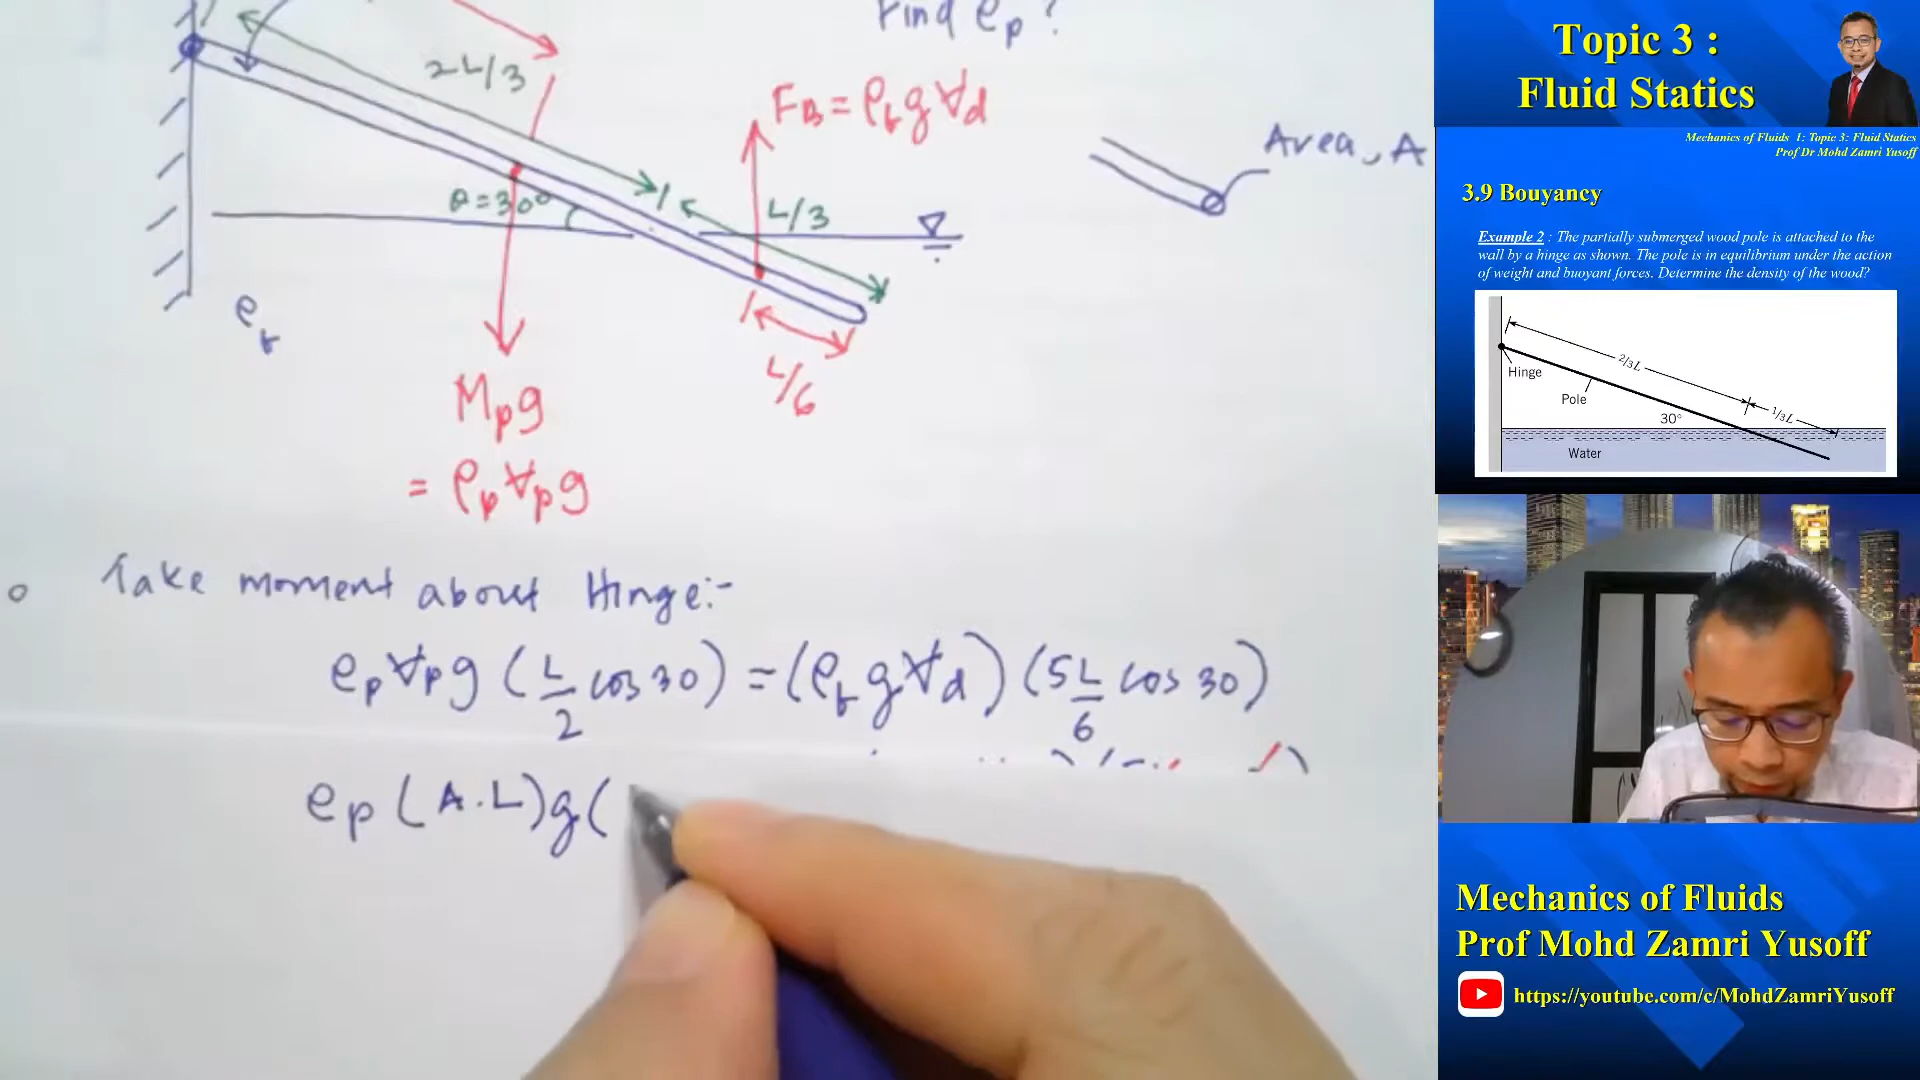 Find ρp?
2L/3
FB = ρf g ∀d
Area, A
θ = 30°
L/3
ρf
L/6
Mpg
= ρp ∀p g
Take moment about Hinge:-
ρp ∀p g (L/2 cos 30) = (ρf g ∀d) (5L/6 cos 30)
ρp (A.L) g (
Topic 3 :
Fluid Statics
Mechanics of Fluids 1: Topic 3: Fluid Statics
Prof Dr Mohd Zamri Yusoff
3.9 Bouyancy
Example 2 : The partially submerged wood pole is attached to the
wall by a hinge as shown. The pole is in equilibrium under the action
of weight and buoyant forces. Determine the density of the wood?
2/3L
Hinge
Pole
1/3L
30°
Water
Mechanics of Fluids
Prof Mohd Zamri Yusoff
https://youtube.com/c/MohdZamriYusoff